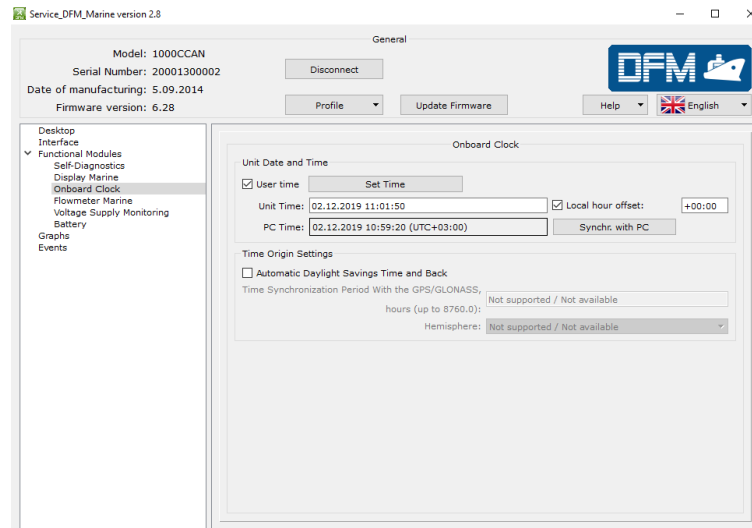 Service_DFM_Marine version 2.8
General
Model: 1000CCAN
Serial Number: 20001300002
Date of manufacturing: 5.09.2014
Firmware version: 6.28
Disconnect
Profile
Update Firmware
DFM
Help
English
Desktop
Interface
Functional Modules
Self-Diagnostics
Display Marine
Onboard Clock
Flowmeter Marine
Voltage Supply Monitoring
Battery
Graphs
Events
Onboard Clock
Unit Date and Time
User time
Set Time
Unit Time: 02.12.2019 11:01:50
Local hour offset: +00:00
PC Time: 02.12.2019 10:59:20 (UTC+03:00)
Synchr. with PC
Time Origin Settings
Automatic Daylight Savings Time and Back
Time Synchronization Period With the GPS/GLONASS,
hours (up to 8760.0):
Not supported / Not available
Hemisphere: Not supported / Not available